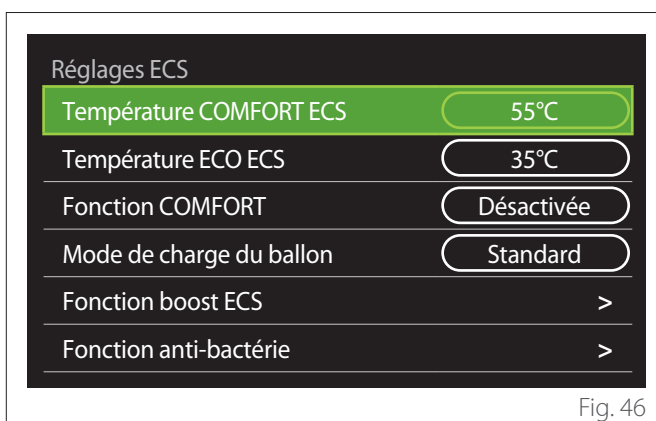 Réglages ECS
Température COMFORT ECS 55°C
Température ECO ECS 35°C
Fonction COMFORT Désactivée
Mode de charge du ballon Standard
Fonction boost ECS >
Fonction anti-bactérie >
Fig. 46